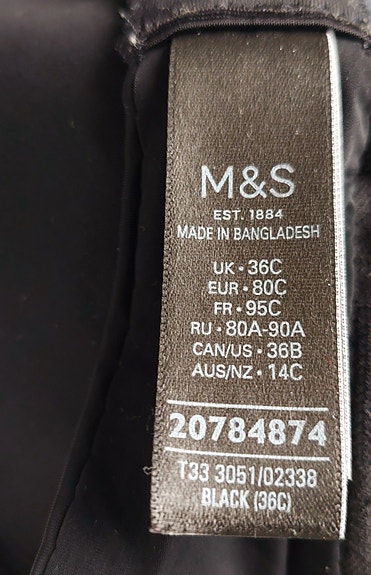 M&S
EST. 1884
MADE IN BANGLADESH
UK • 36C
EUR • 80C
FR • 95C
RU • 80A-90A
CAN/US • 36B
AUS/NZ • 14C
20784874
T33 3051/02338
BLACK (36C)